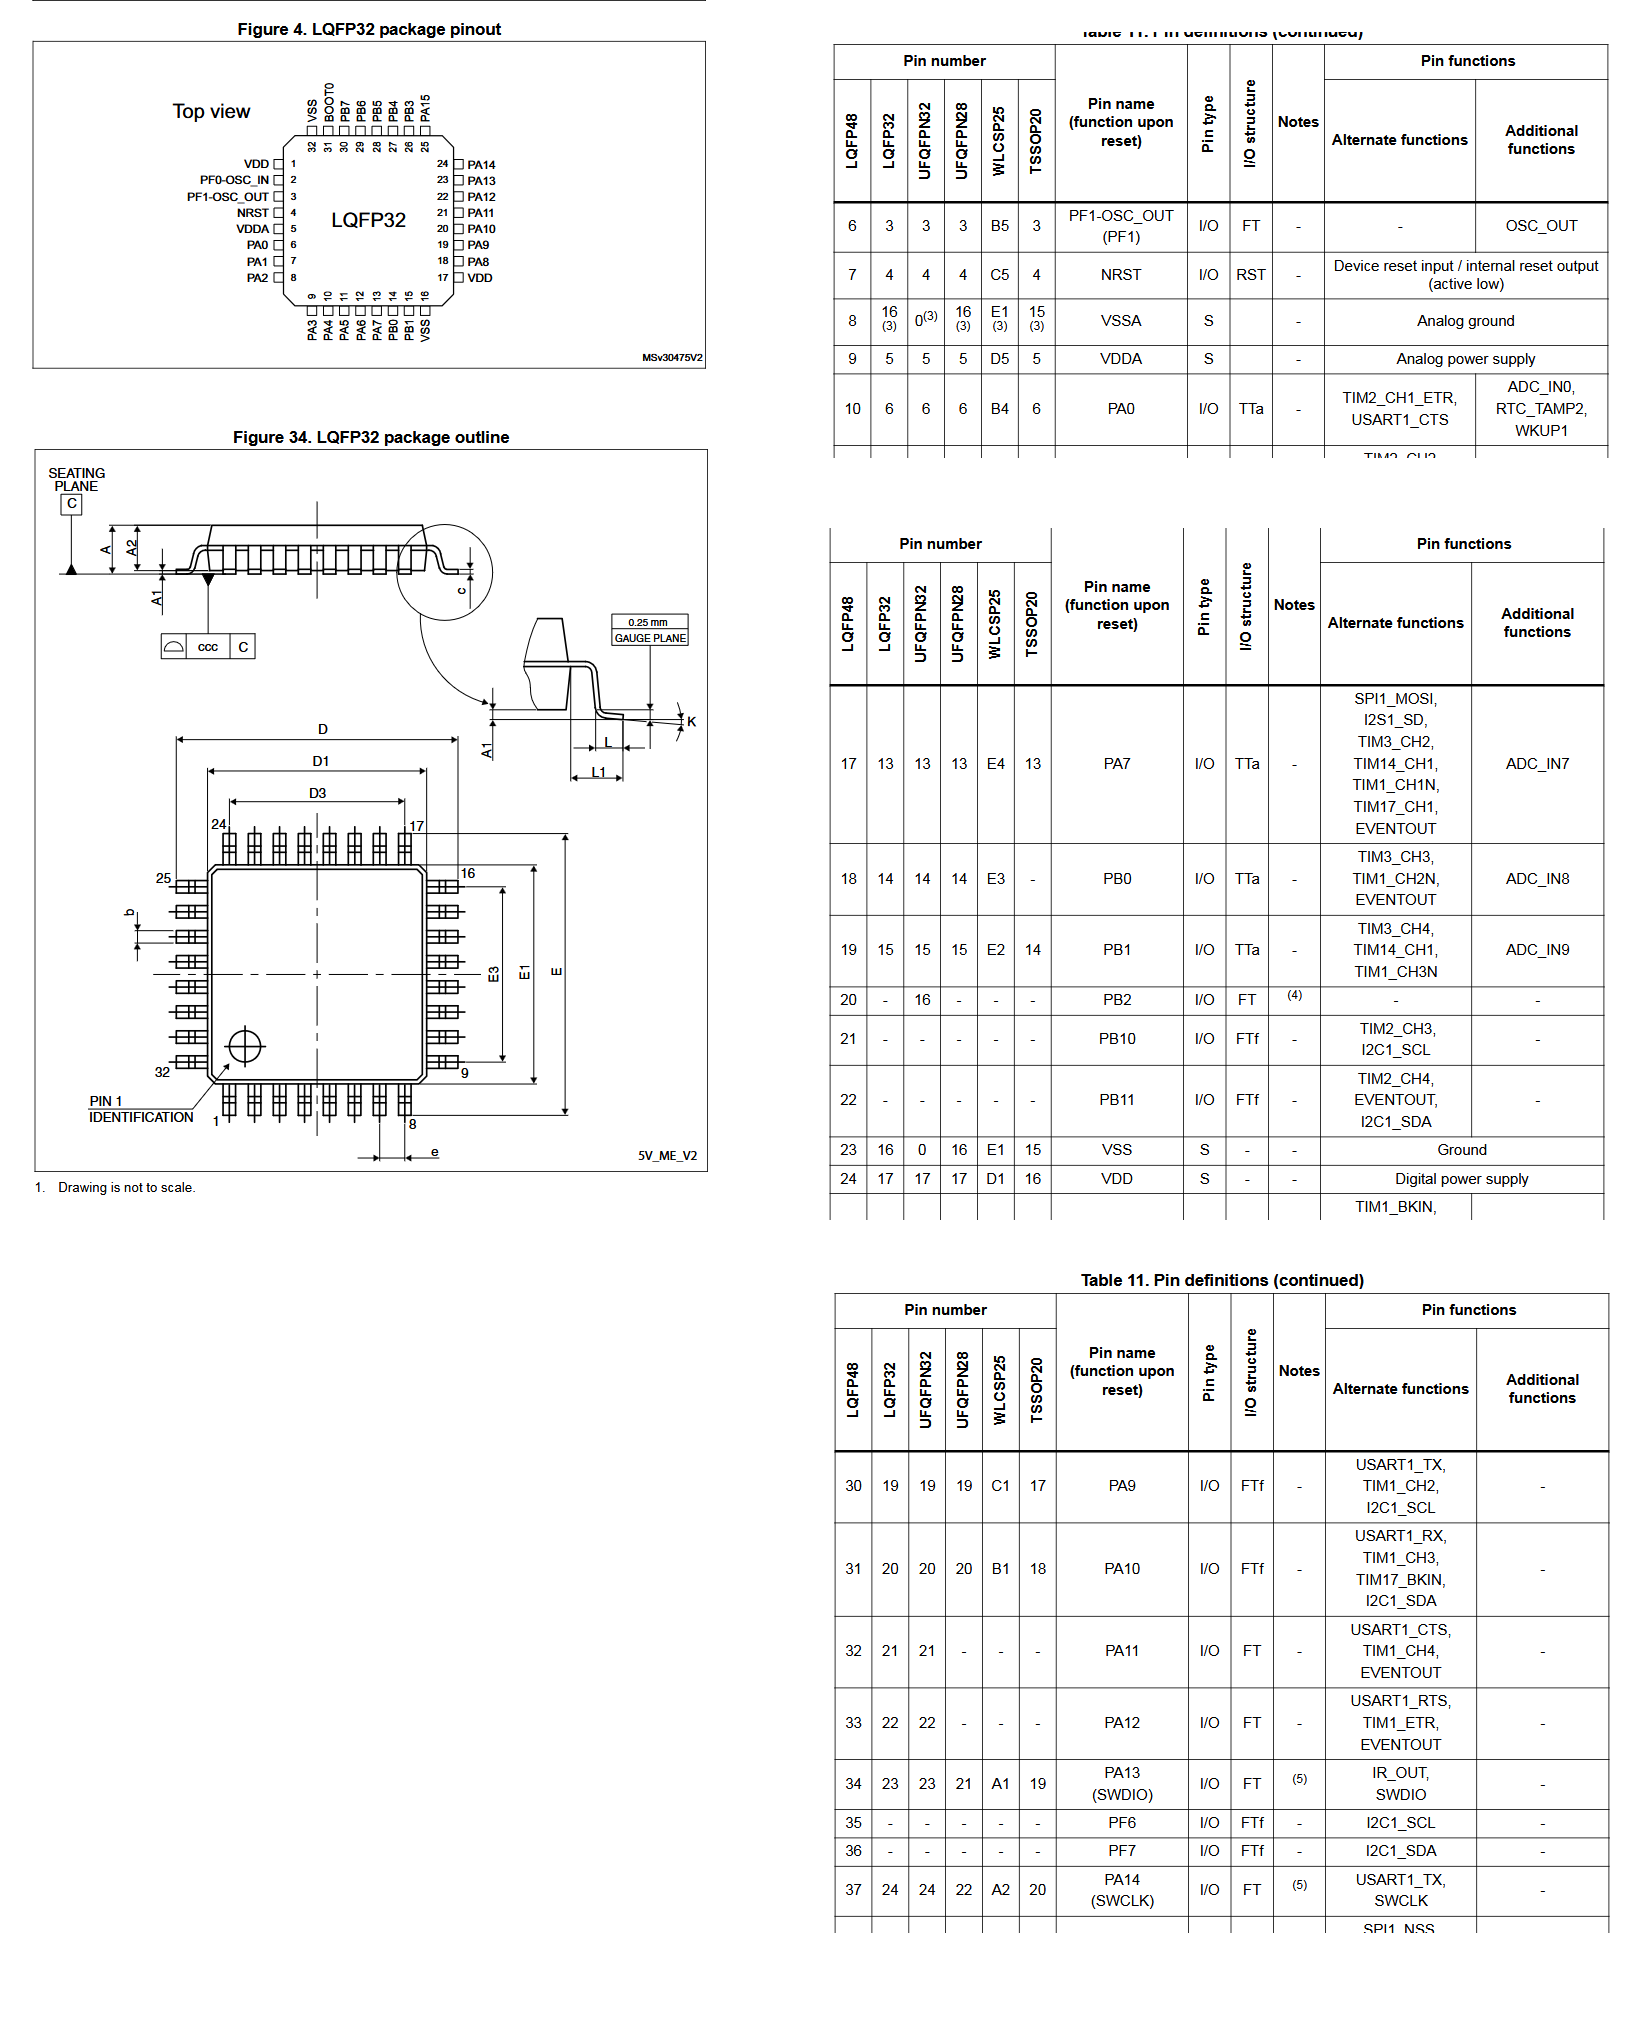 Figure 4. LQFP32 package pinout
Top view
VSS BOOT0 PB7 PB6 PB5 PB4 PB3 PA15
32 31 30 29 28 27 26 25
VDD 1 24 PA14
PF0-OSC_IN 2 23 PA13
PF1-OSC_OUT 3 22 PA12
NRST 4 LQFP32 21 PA11
VDDA 5 20 PA10
PA0 6 19 PA9
PA1 7 18 PA8
PA2 8 17 VDD
9 10 11 12 13 14 15 16
PA3 PA4 PA5 PA6 PA7 PB0 PB1 VSS
MSv30475V2
Figure 34. LQFP32 package outline
SEATING
PLANE
C
A A2
A1
c
ccc C
0.25 mm
GAUGE PLANE
K
A1
L
L1
D
D1
D3
24 17
25 16
b
E3 E1 E
32 9
PIN 1
IDENTIFICATION
1 8
e
5V_ME_V2
1. Drawing is not to scale.
Table 11. Pin definitions (continued)
Pin number Pin functions
LQFP48 LQFP32 UFQFPN32 UFQFPN28 WLCSP25 TSSOP20 Pin name (function upon reset) Pin type I/O structure Notes Alternate functions Additional functions
6 3 3 3 B5 3 PF1-OSC_OUT (PF1) I/O FT - - OSC_OUT
7 4 4 4 C5 4 NRST I/O RST - Device reset input / internal reset output (active low)
8 16 (3) 0(3) 16 (3) E1 (3) 15 (3) VSSA S - Analog ground
9 5 5 5 D5 5 VDDA S - Analog power supply
10 6 6 6 B4 6 PA0 I/O TTa - TIM2_CH1_ETR, USART1_CTS ADC_IN0, RTC_TAMP2, WKUP1
TIM2_CH2,
Pin number Pin functions
LQFP48 LQFP32 UFQFPN32 UFQFPN28 WLCSP25 TSSOP20 Pin name (function upon reset) Pin type I/O structure Notes Alternate functions Additional functions
17 13 13 13 E4 13 PA7 I/O TTa - SPI1_MOSI, I2S1_SD, TIM3_CH2, TIM14_CH1, TIM1_CH1N, TIM17_CH1, EVENTOUT ADC_IN7
18 14 14 14 E3 - PB0 I/O TTa - TIM3_CH3, TIM1_CH2N, EVENTOUT ADC_IN8
19 15 15 15 E2 14 PB1 I/O TTa - TIM3_CH4, TIM14_CH1, TIM1_CH3N ADC_IN9
20 - 16 - - - PB2 I/O FT (4) - -
21 - - - - - PB10 I/O FTf - TIM2_CH3, I2C1_SCL -
22 - - - - - PB11 I/O FTf - TIM2_CH4, EVENTOUT, I2C1_SDA -
23 16 0 16 E1 15 VSS S - - Ground
24 17 17 17 D1 16 VDD S - - Digital power supply
TIM1_BKIN,
Table 11. Pin definitions (continued)
Pin number Pin functions
LQFP48 LQFP32 UFQFPN32 UFQFPN28 WLCSP25 TSSOP20 Pin name (function upon reset) Pin type I/O structure Notes Alternate functions Additional functions
30 19 19 19 C1 17 PA9 I/O FTf - USART1_TX, TIM1_CH2, I2C1_SCL -
31 20 20 20 B1 18 PA10 I/O FTf - USART1_RX, TIM1_CH3, TIM17_BKIN, I2C1_SDA -
32 21 21 - - - PA11 I/O FT - USART1_CTS, TIM1_CH4, EVENTOUT -
33 22 22 - - - PA12 I/O FT - USART1_RTS, TIM1_ETR, EVENTOUT -
34 23 23 21 A1 19 PA13 (SWDIO) I/O FT (5) IR_OUT, SWDIO -
35 - - - - - PF6 I/O FTf - I2C1_SCL -
36 - - - - - PF7 I/O FTf - I2C1_SDA -
37 24 24 22 A2 20 PA14 (SWCLK) I/O FT (5) USART1_TX, SWCLK -
SPI1_NSS